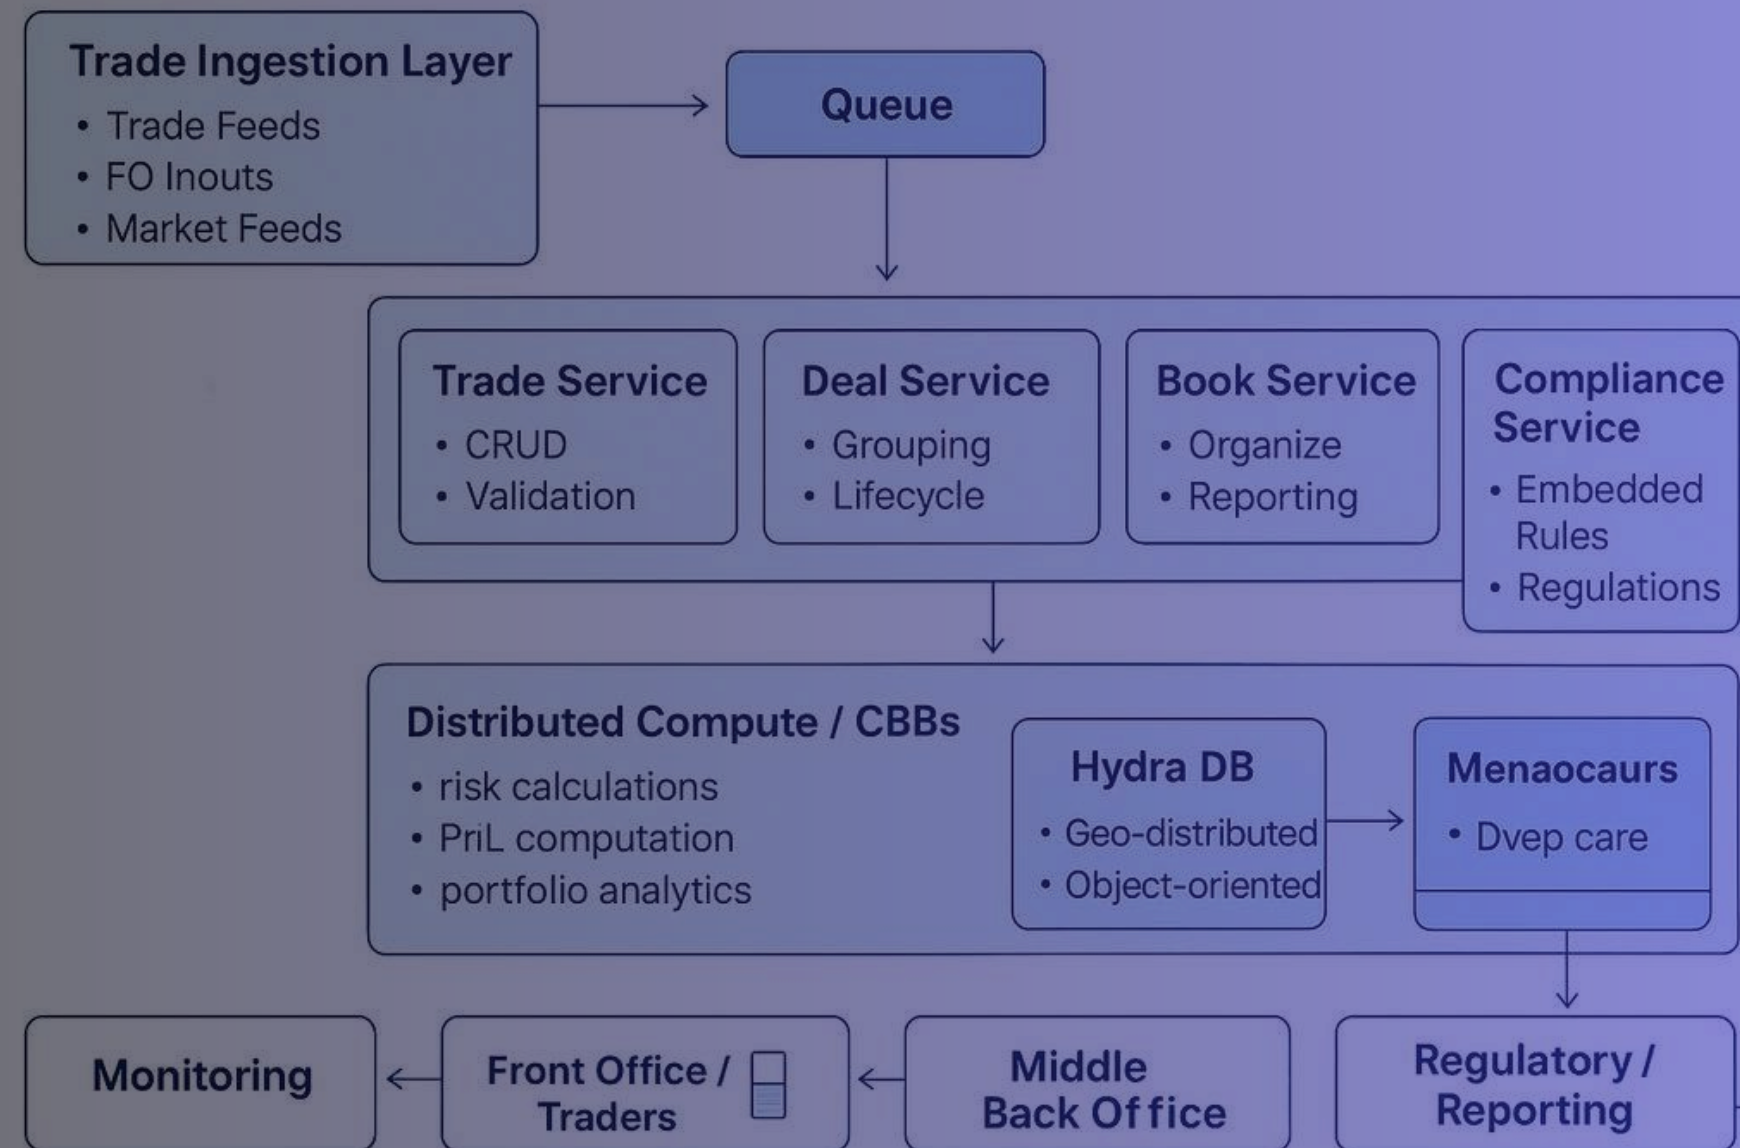 Trade Ingestion Layer
• Trade Feeds
• FO Inouts
• Market Feeds
Queue
Trade Service
• CRUD
• Validation
Deal Service
• Grouping
• Lifecycle
Book Service
• Organize
• Reporting
Compliance
Service
• Embedded
Rules
• Regulations
Distributed Compute / CBBs
• risk calculations
• PriL computation
• portfolio analytics
Hydra DB
• Geo-distributed
• Object-oriented
Menaocaurs
• Dvep care
Monitoring
Front Office /
Traders
Middle
Back Office
Regulatory /
Reporting